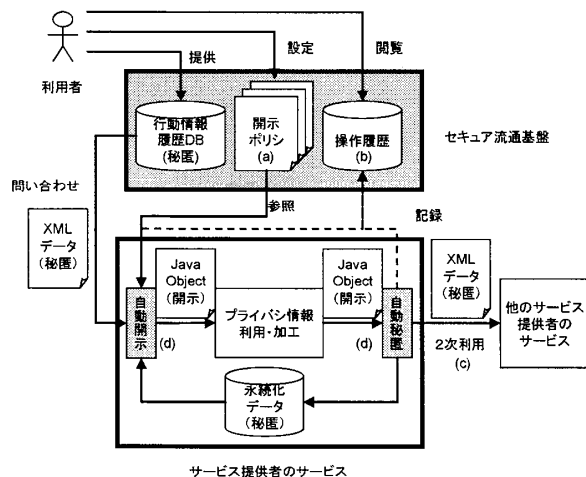 利用者
提供
設定
閲覧
行動情報
履歴DB
(秘匿)
開示
ポリシ
(a)
操作履歴
(b)
セキュア流通基盤
問い合わせ
XML
データ
(秘匿)
参照
記録
Java
Object
(開示)
Java
Object
(開示)
XML
データ
(秘匿)
自動開示
(d)
プライバシ情報
利用・加工
(d)
自動秘匿
2次利用
(c)
他のサービス
提供者の
サービス
永続化
データ
(秘匿)
サービス提供者のサービス